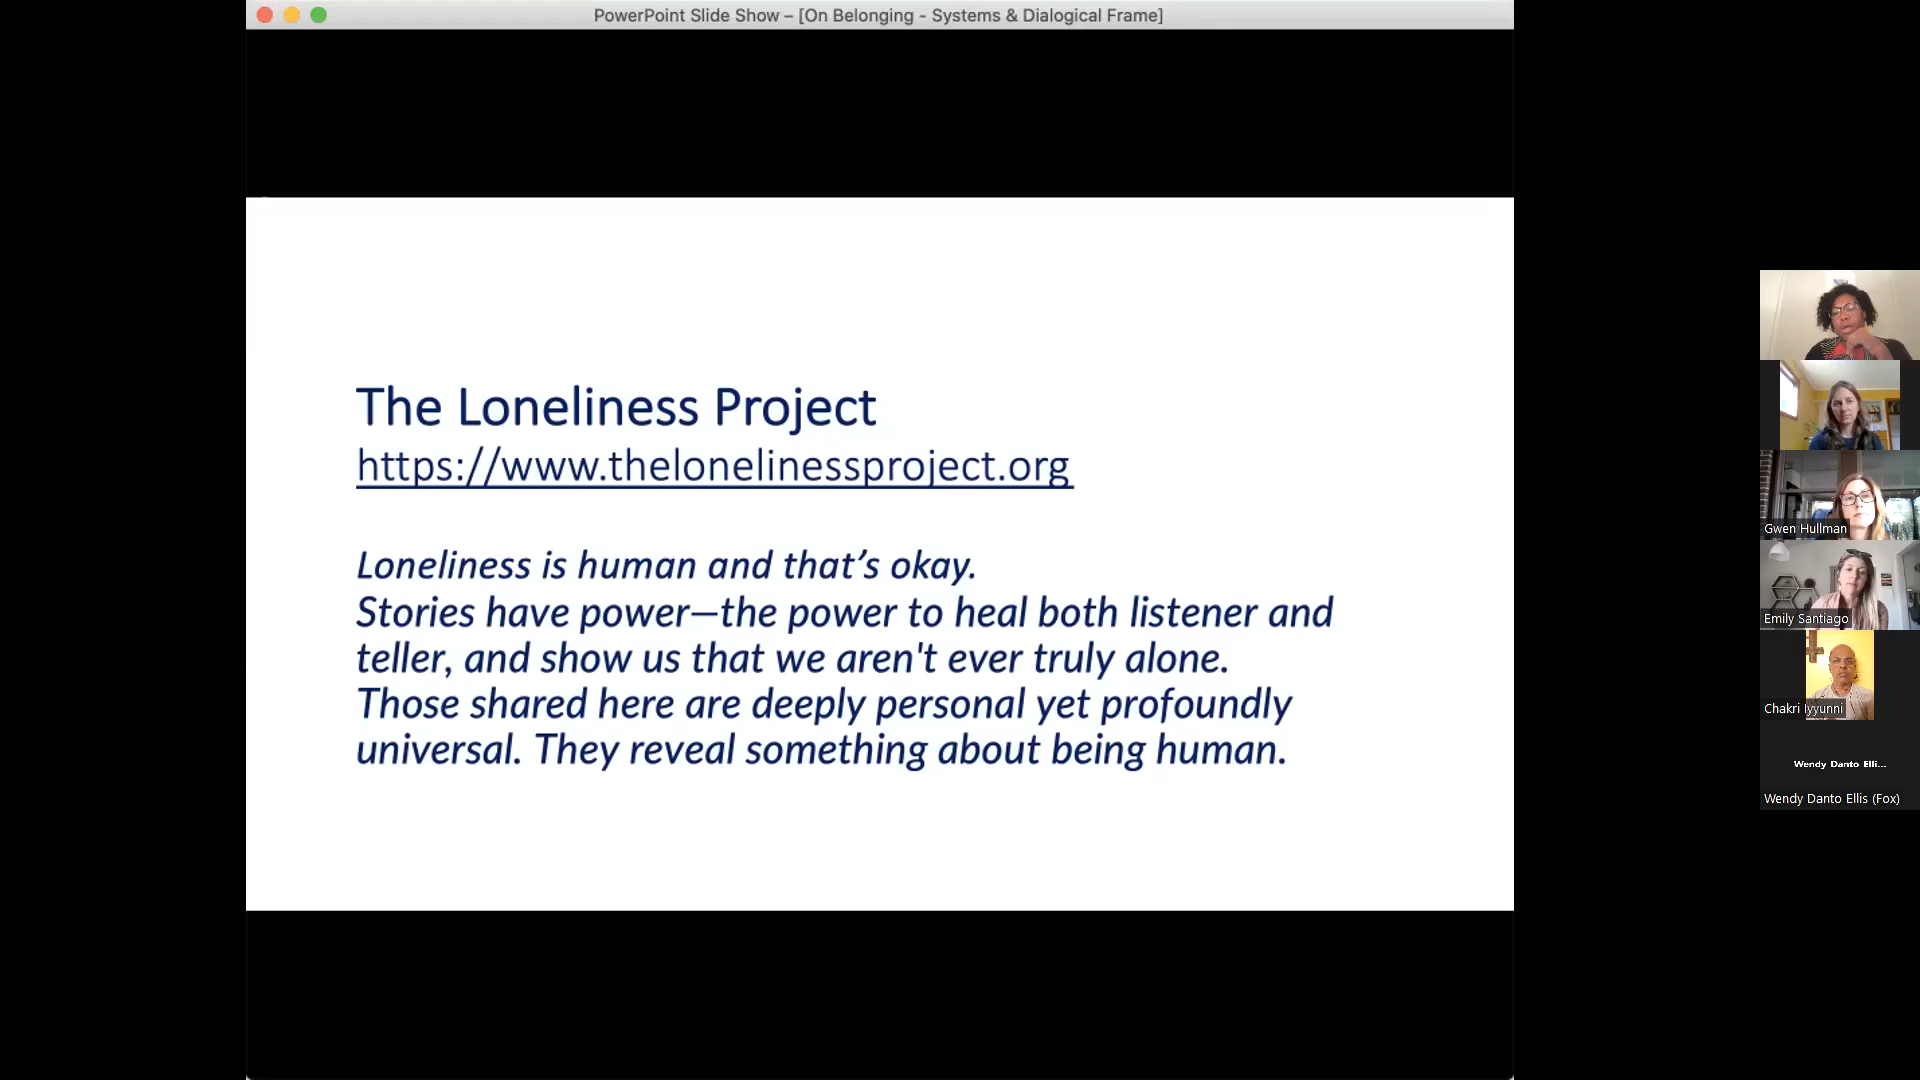 PowerPoint Slide Show – [On Belonging - Systems & Dialogical Frame]
The Loneliness Project
https://www.thelonelinessproject.org
Loneliness is human and that’s okay.
Stories have power—the power to heal both listener and
teller, and show us that we aren't ever truly alone.
Those shared here are deeply personal yet profoundly
universal. They reveal something about being human.
Gwen Hullman
Emily Santiago
Chakri Iyyunni
Wendy Danto Elli...
Wendy Danto Ellis (Fox)